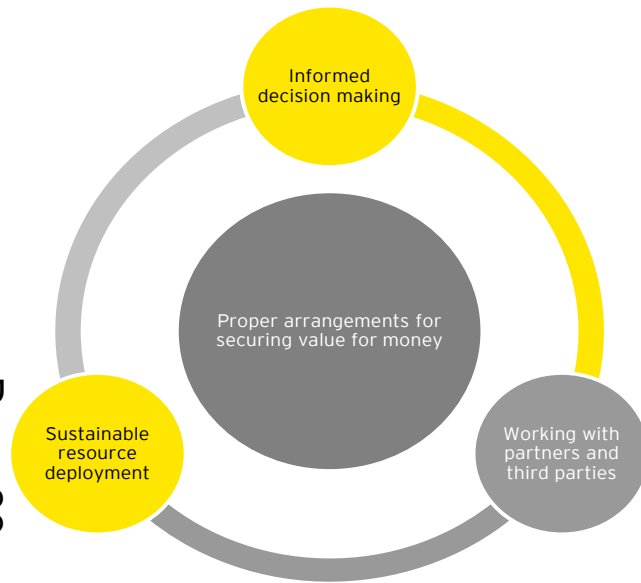 Informed
decision making
Proper arrangements for
securing value for money
Sustainable
resource
deployment
Working with
partners and
third parties